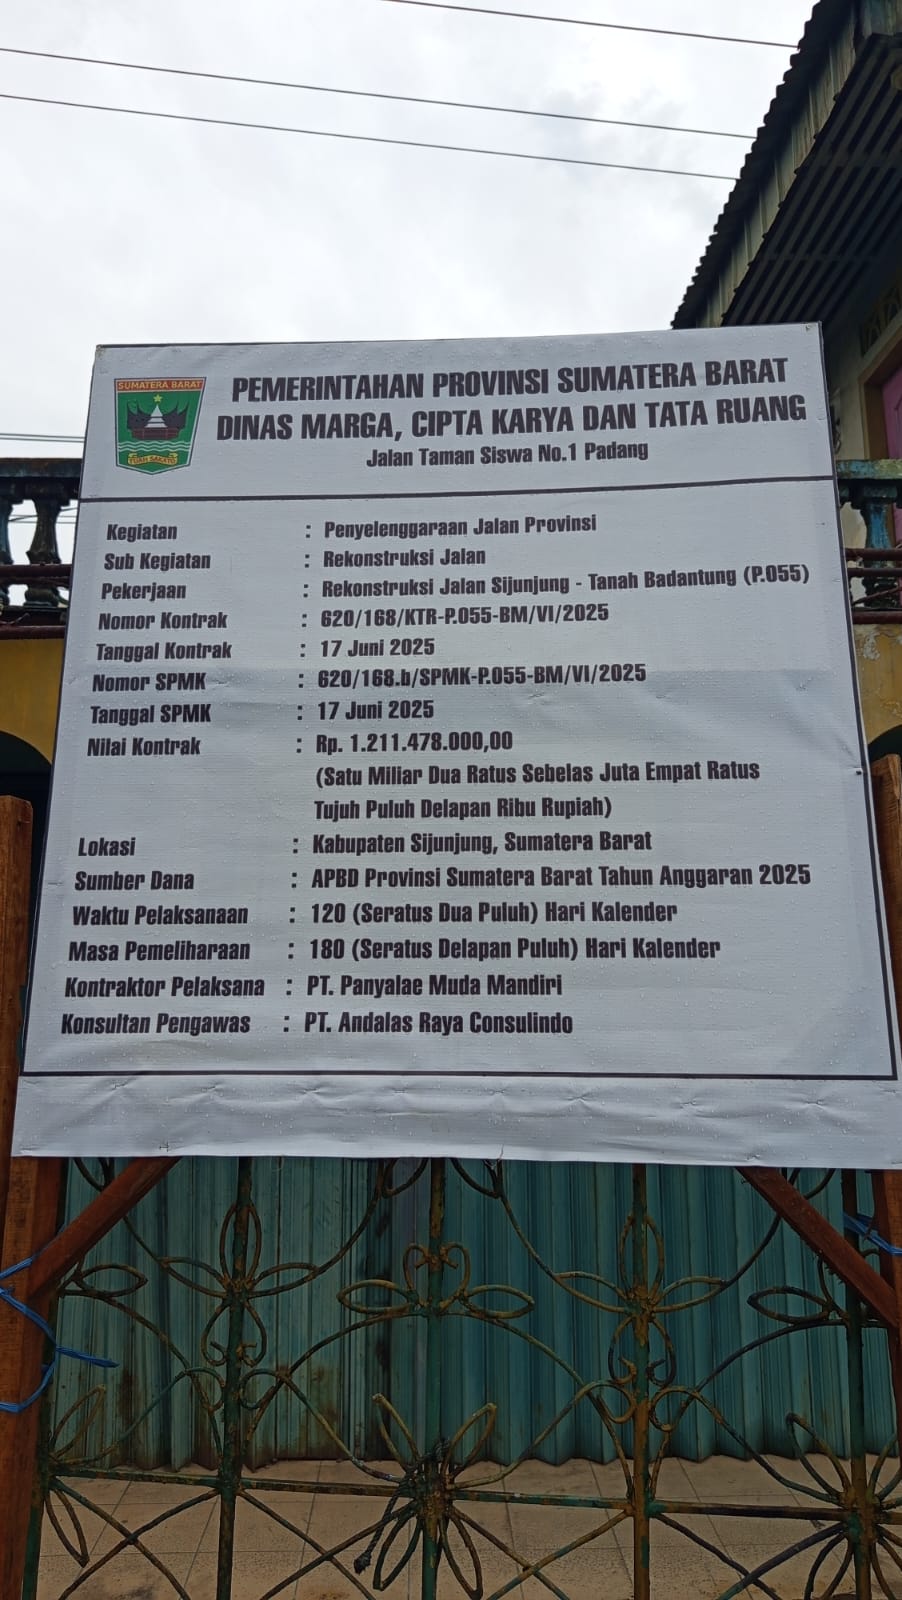 SUMATERA BARAT
TUAH SAKATO
PEMERINTAHAN PROVINSI SUMATERA BARAT
DINAS MARGA, CIPTA KARYA DAN TATA RUANG
Jalan Taman Siswa No.1 Padang
Kegiatan : Penyelenggaraan Jalan Provinsi
Sub Kegiatan : Rekonstruksi Jalan
Pekerjaan : Rekonstruksi Jalan Sijunjung - Tanah Badantung (P.055)
Nomor Kontrak : 620/168/KTR-P.055-BM/VI/2025
Tanggal Kontrak : 17 Juni 2025
Nomor SPMK : 620/168.b/SPMK-P.055-BM/VI/2025
Tanggal SPMK : 17 Juni 2025
Nilai Kontrak : Rp. 1.211.478.000,00
(Satu Miliar Dua Ratus Sebelas Juta Empat Ratus
Tujuh Puluh Delapan Ribu Rupiah)
Lokasi : Kabupaten Sijunjung, Sumatera Barat
Sumber Dana : APBD Provinsi Sumatera Barat Tahun Anggaran 2025
Waktu Pelaksanaan : 120 (Seratus Dua Puluh) Hari Kalender
Masa Pemeliharaan : 180 (Seratus Delapan Puluh) Hari Kalender
Kontraktor Pelaksana : PT. Panyalae Muda Mandiri
Konsultan Pengawas : PT. Andalas Raya Consulindo